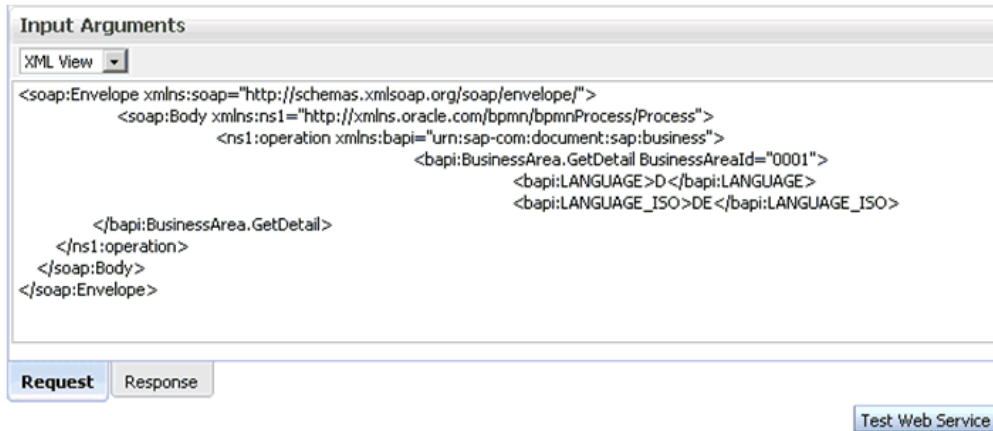 Input Arguments
XML View
<soap:Envelope xmlns:soap="http://schemas.xmlsoap.org/soap/envelope/">
<soap:Body xmlns:ns1="http://xmlns.oracle.com/bpmn/bpmnProcess/Process">
<ns1:operation xmlns:bapi="urn:sap-com:document:sap:business">
<bapi:BusinessArea.GetDetail BusinessAreaId="0001">
<bapi:LANGUAGE>D</bapi:LANGUAGE>
<bapi:LANGUAGE_ISO>DE</bapi:LANGUAGE_ISO>
</bapi:BusinessArea.GetDetail>
</ns1:operation>
</soap:Body>
</soap:Envelope>
Request Response
Test Web Service